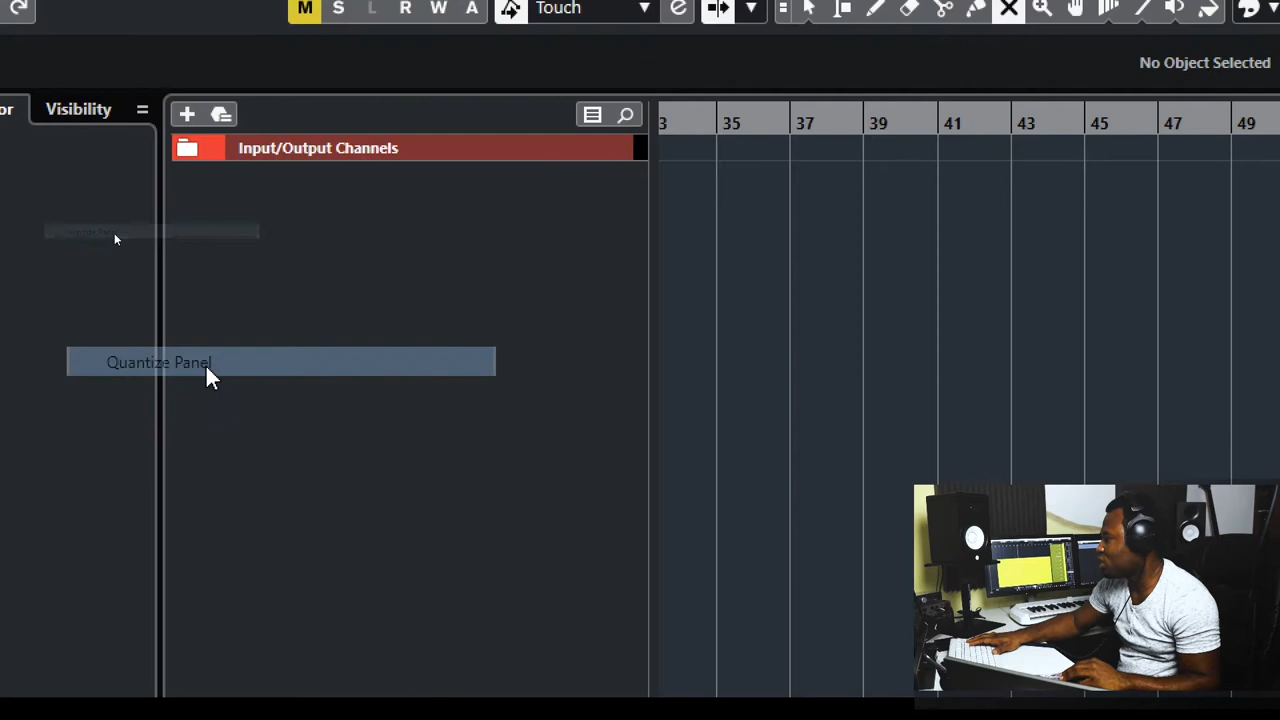 M S L R W A Touch
No Object Selected
or Visibility
3 35 37 39 41 43 45 47 49
Input/Output Channels
Quantize Panel